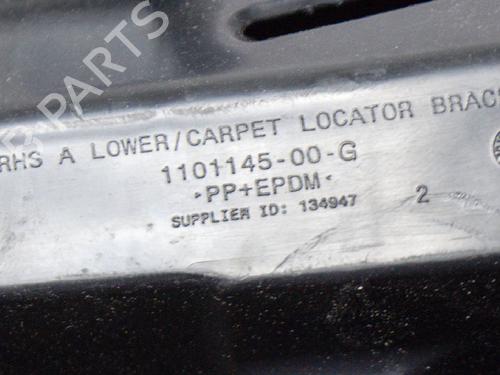 B PARTS
RHS A LOWER/CARPET LOCATOR BRAC
1101145-00-G
>PP+EPDM<
SUPPLIER ID: 134947
2